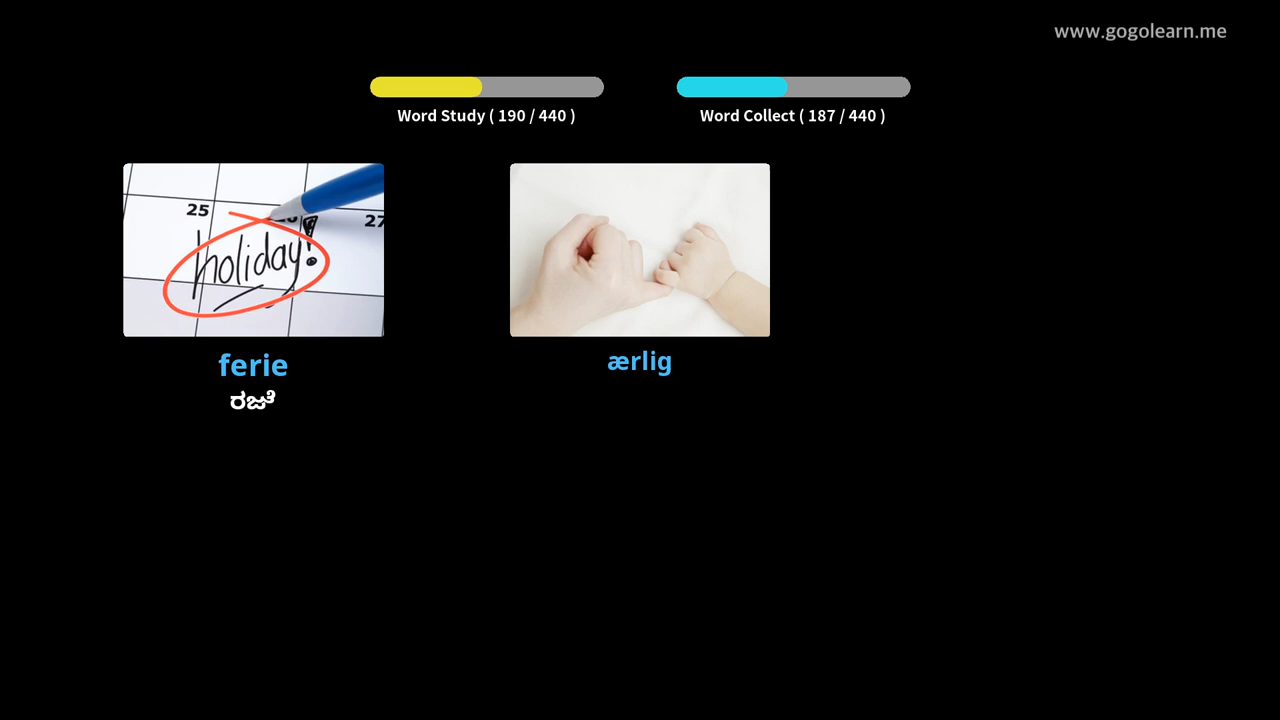 www.gogolearn.me
Word Study ( 190 / 440 )
Word Collect ( 187 / 440 )
25
27
holiday!
ferie
ærlig
ರಜೆ